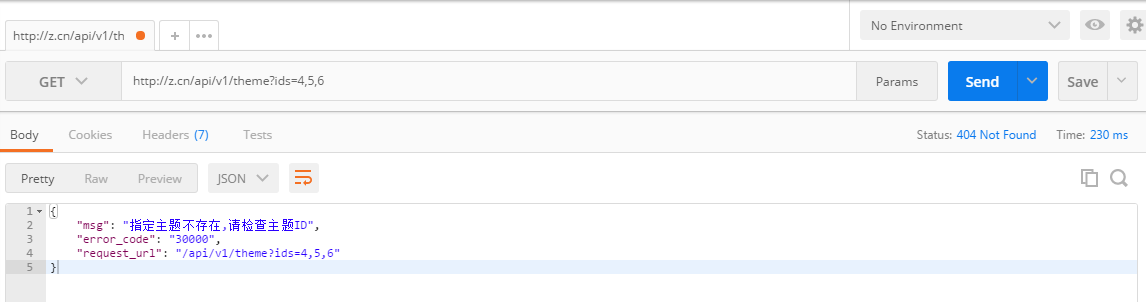 No Environment
http://z.cn/api/v1/th
GET
http://z.cn/api/v1/theme?ids=4,5,6
Params
Send
Save
Body
Cookies
Headers (7)
Tests
Status: 404 Not Found
Time: 230 ms
Pretty
Raw
Preview
JSON
1 {
2 "msg": "指定主题不存在,请检查主题ID",
3 "error_code": "30000",
4 "request_url": "/api/v1/theme?ids=4,5,6"
5 }